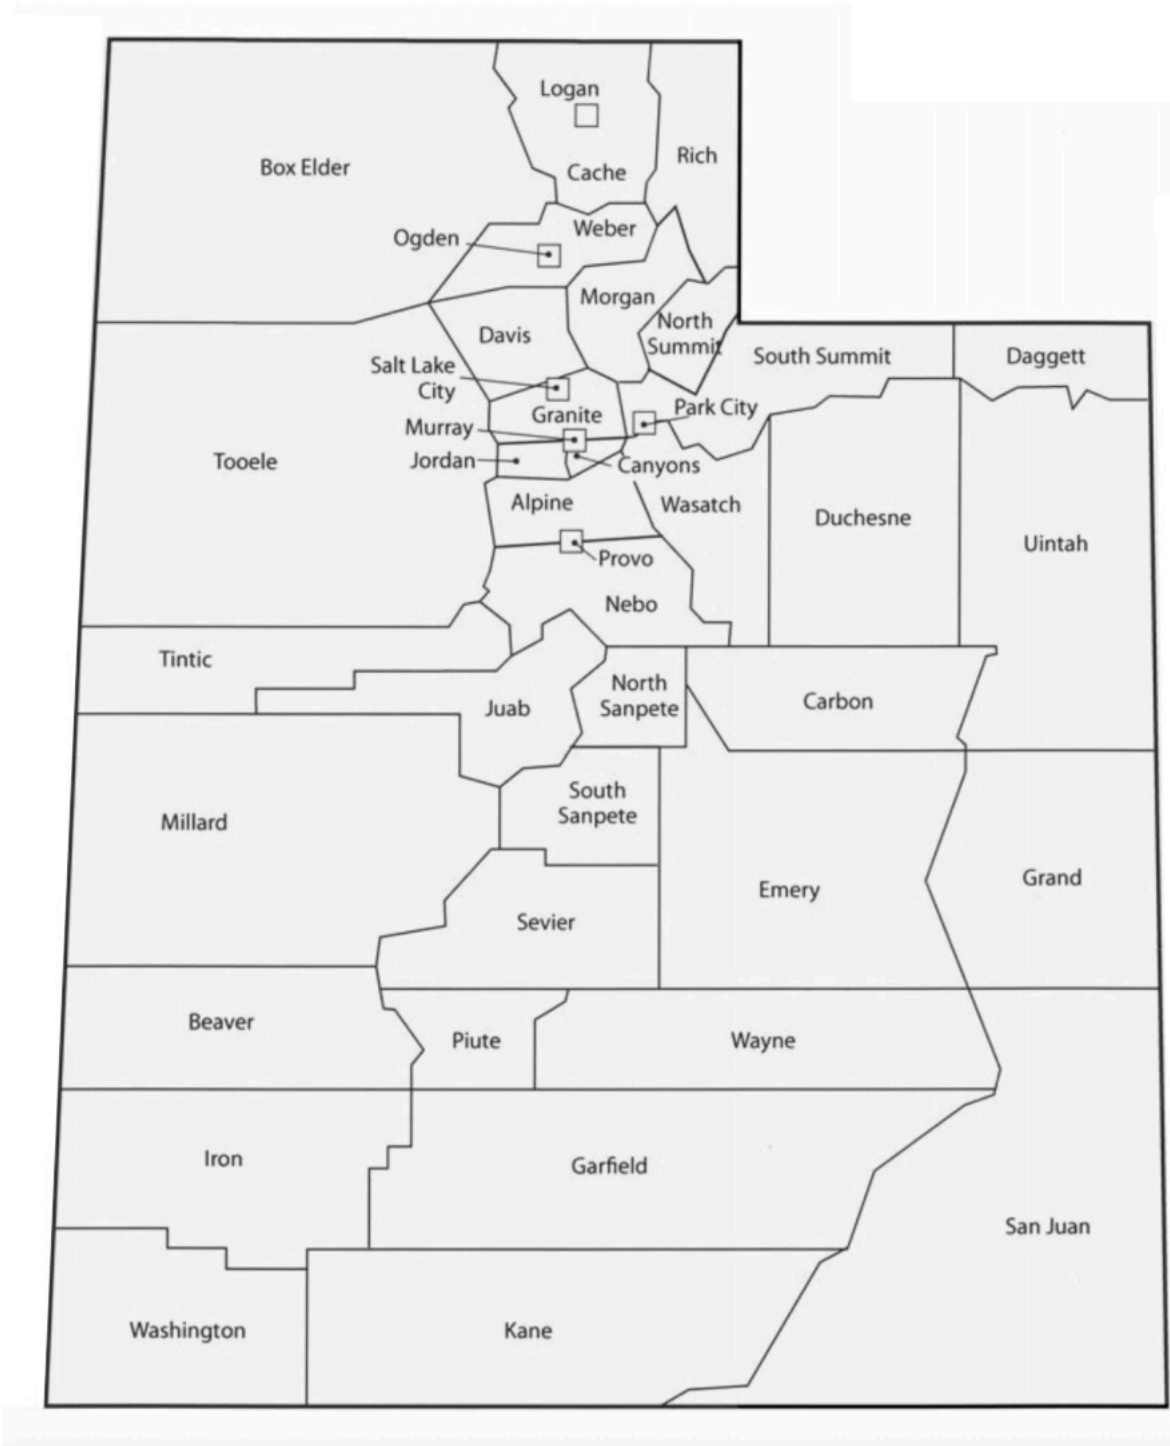 Logan
Box Elder
Rich
Cache
Weber
Ogden
Morgan
North
Summit
Davis
South Summit
Daggett
Salt Lake
City
Park City
Granite
Murray
Tooele
Jordan
Canyons
Alpine
Wasatch
Duchesne
Uintah
Provo
Nebo
Tintic
North
Sanpete
Carbon
Juab
South
Sanpete
Millard
Emery
Grand
Sevier
Beaver
Piute
Wayne
Iron
Garfield
San Juan
Washington
Kane